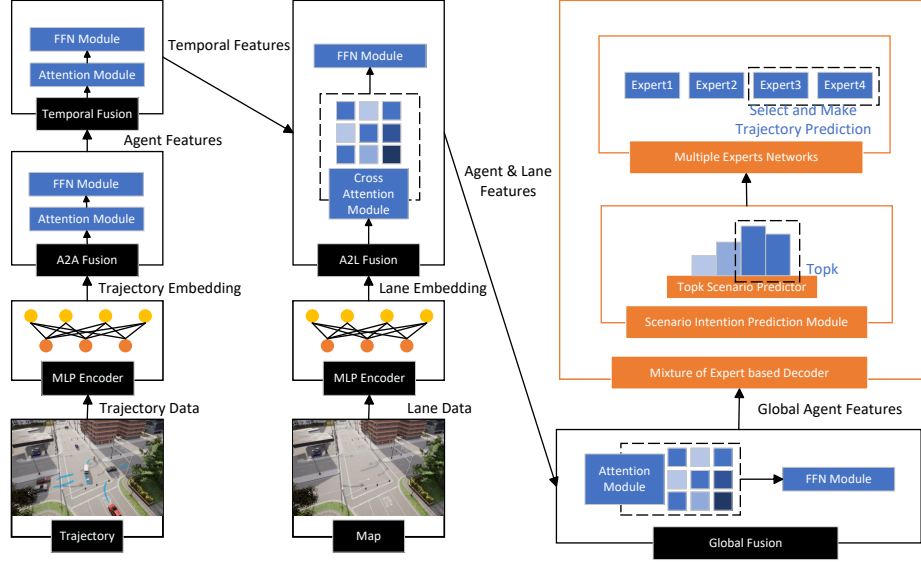 FFN Module
Attention Module
Temporal Fusion
Agent Features
FFN Module
Attention Module
A2A Fusion
Trajectory Embedding
MLP Encoder
Trajectory Data
Trajectory
Temporal Features
FFN Module
Cross
Attention
Module
A2L Fusion
Lane Embedding
MLP Encoder
Lane Data
Map
Agent & Lane
Features
Expert1
Expert2
Expert3
Expert4
Select and Make
Trajectory Prediction
Multiple Experts Networks
Topk
Topk Scenario Predictor
Scenario Intention Prediction Module
Mixture of Expert based Decoder
Global Agent Features
Attention
Module
FFN Module
Global Fusion